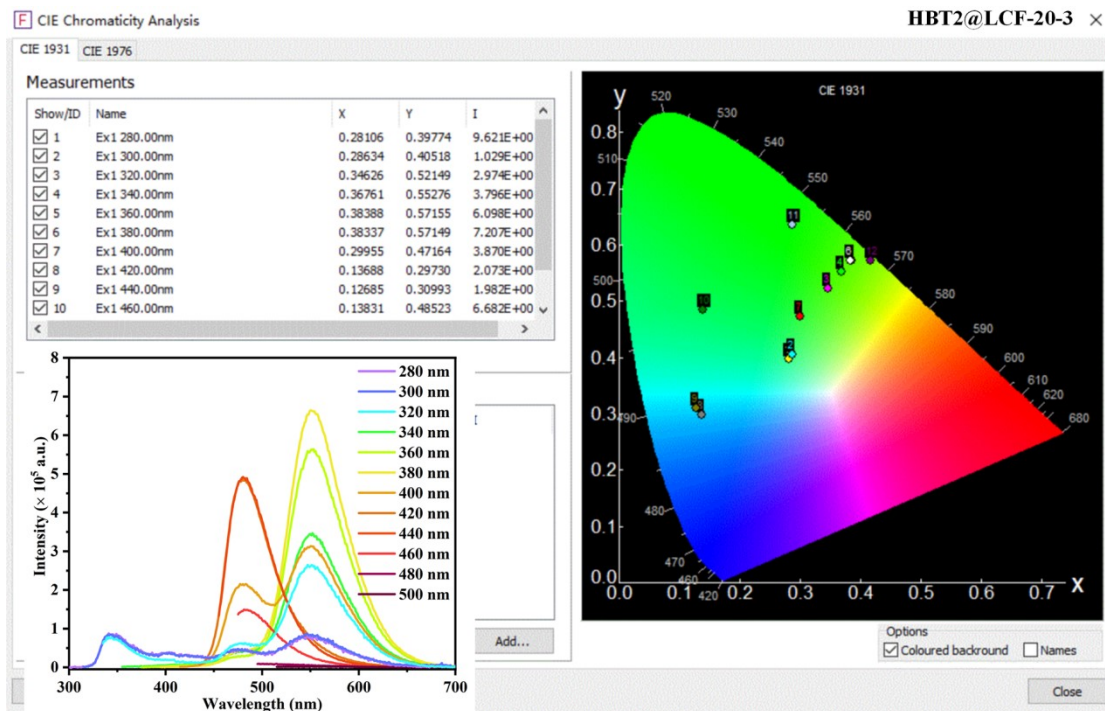 CIE Chromaticity Analysis
HBT2@LCF-20-3
CIE 1931 CIE 1976
Measurements
Show/ID Name X Y I
1 Ex1 280.00nm 0.28106 0.39774 9.621E+00
2 Ex1 300.00nm 0.28634 0.40518 1.029E+00
3 Ex1 320.00nm 0.34626 0.52149 2.974E+00
4 Ex1 340.00nm 0.36761 0.55276 3.796E+00
5 Ex1 360.00nm 0.38388 0.57155 6.098E+00
6 Ex1 380.00nm 0.38337 0.57149 7.207E+00
7 Ex1 400.00nm 0.29955 0.47164 3.870E+00
8 Ex1 420.00nm 0.13688 0.29730 2.073E+00
9 Ex1 440.00nm 0.12685 0.30993 1.982E+00
10 Ex1 460.00nm 0.13831 0.48523 6.682E+00
I
Add...
Intensity (× 10⁵ a.u.)
8
7
6
5
4
3
2
1
0
300 400 500 600 700
Wavelength (nm)
280 nm
300 nm
320 nm
340 nm
360 nm
380 nm
400 nm
420 nm
440 nm
460 nm
480 nm
500 nm
CIE 1931
y
0.8
0.7
0.6
0.5
0.4
0.3
0.2
0.1
0.0
0.0 0.1 0.2 0.3 0.4 0.5 0.6 0.7
x
520
530
540
550
560
570
580
590
600
610
620
680
510
500
490
480
470
460
420
11
12
10
Options
Coloured backround Names
Close